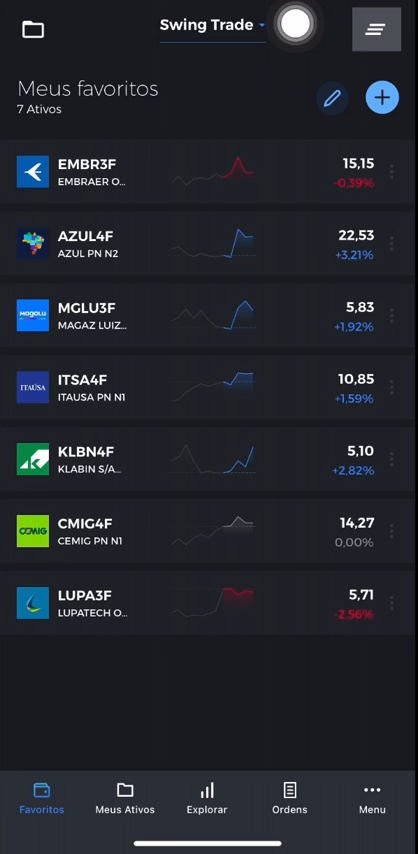 Swing Trade
Meus favoritos
7 Ativos
EMBR3F
EMBRAER O...
15,15
-0,39%
AZUL4F
AZUL PN N2
22,53
+3,21%
Magalu
MGLU3F
MAGAZ LUIZ...
5,83
+1,92%
ITAÚSA
ITSA4F
ITAUSA PN N1
10,85
+1,59%
KLBN4F
KLABIN S/A...
5,10
+2,82%
CEMIG
CMIG4F
CEMIG PN N1
14,27
0,00%
LUPA3F
LUPATECH O...
5,71
-2,56%
Favoritos
Meus Ativos
Explorar
Ordens
Menu